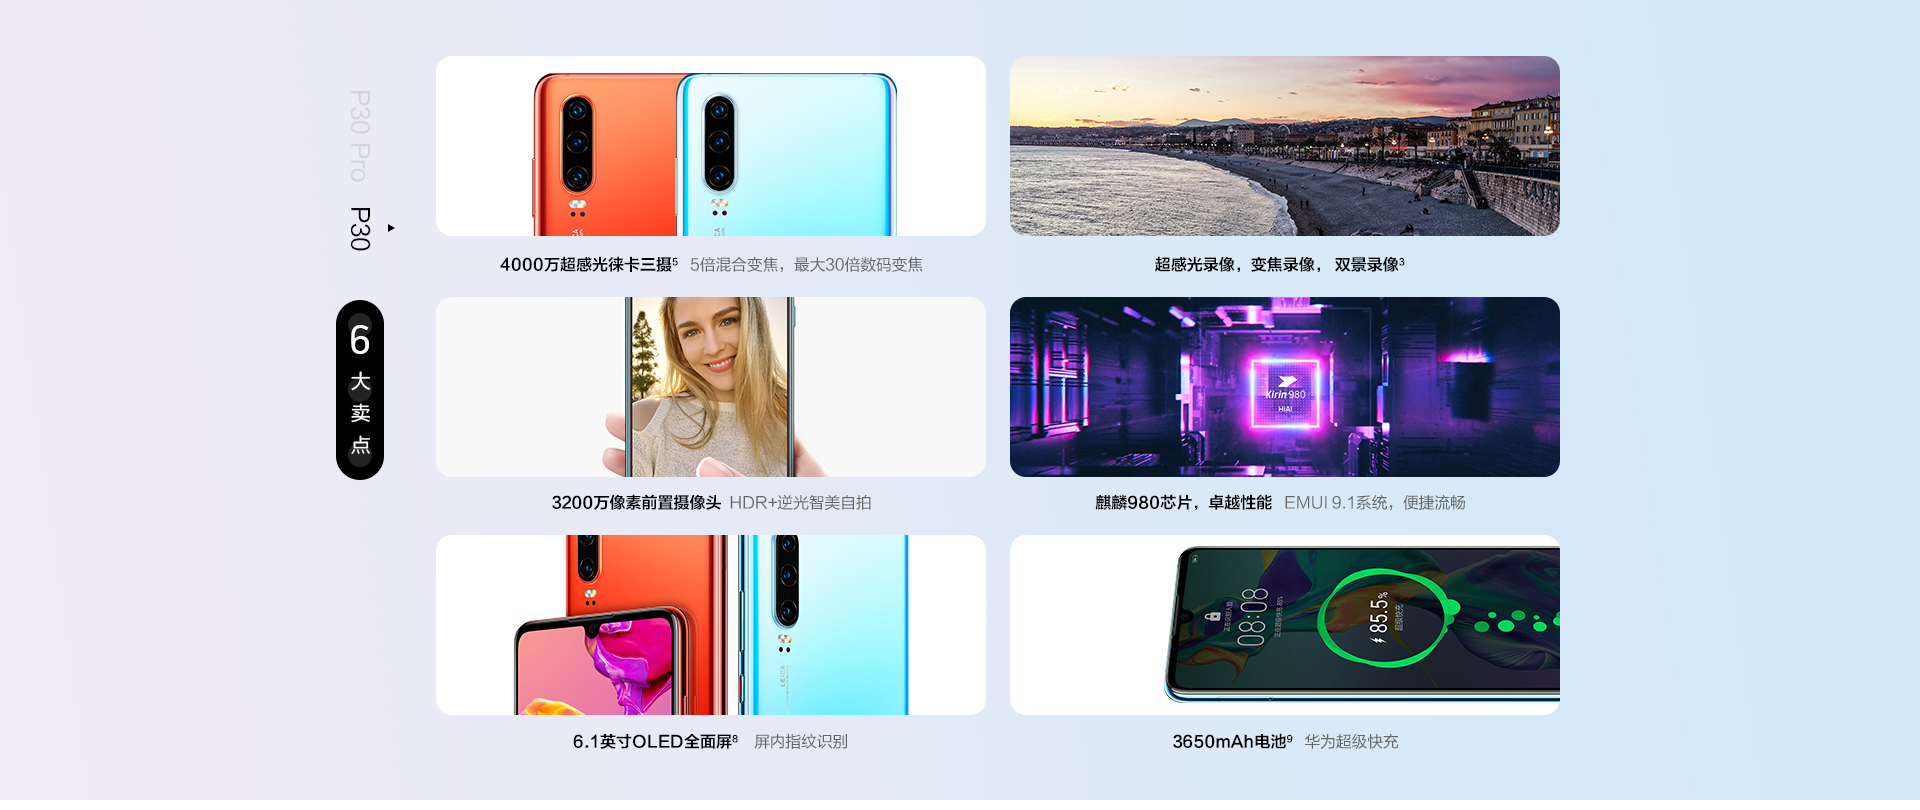 P30 Pro
P30
6大卖点
4000万超感光徕卡三摄⁵ 5倍混合变焦，最大30倍数码变焦
超感光录像，变焦录像， 双景录像³
3200万像素前置摄像头 HDR+逆光智美自拍
Kirin 980
HiAI
麒麟980芯片，卓越性能 EMUI 9.1系统，便捷流畅
LEICA
6.1英寸OLED全面屏⁸ 屏内指纹识别
08:08
85.5%
超级快充
3650mAh电池⁹ 华为超级快充